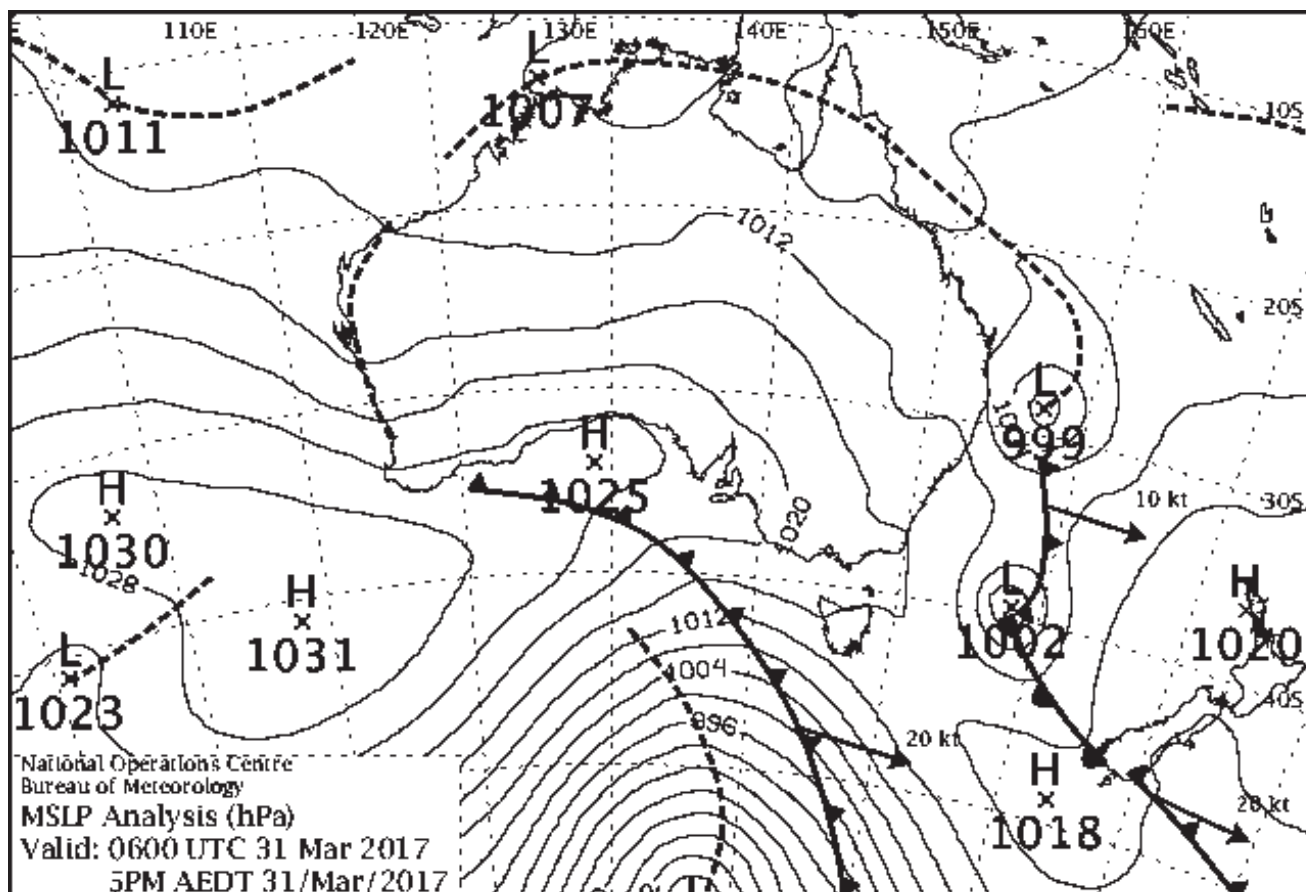 110E 120E 130E 140E 150E 160E
L
1011
L
1007
10S
1012
20S
L
999
H
1025
H
1030
1028
1020
10 kt
30S
H
1031
L
1023
L
1002
H
1020
1012
1004
996
40S
20 kt
H
1018
20 kt
National Operations Centre
Bureau of Meteorology
MSLP Analysis (hPa)
Valid: 0600 UTC 31 Mar 2017
5PM AEDT 31/Mar/2017